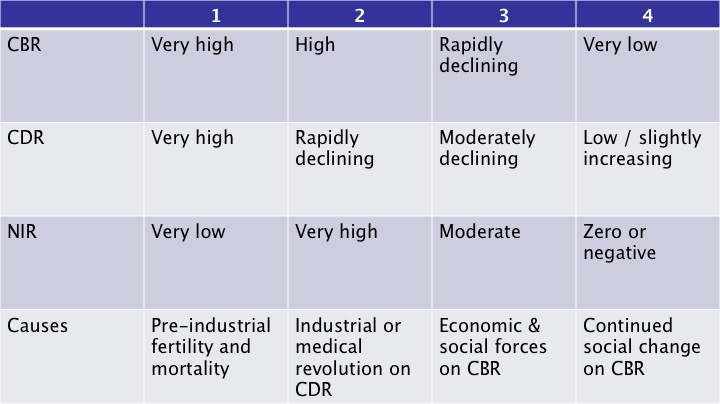 1 2 3 4
CBR Very high High Rapidly Very low
declining
CDR Very high Rapidly Moderately Low / slightly
declining declining increasing
NIR Very low Very high Moderate Zero or
negative
Causes Pre-industrial Industrial or Economic & Continued
fertility and medical social forces social change
mortality revolution on on CBR on CBR
CDR